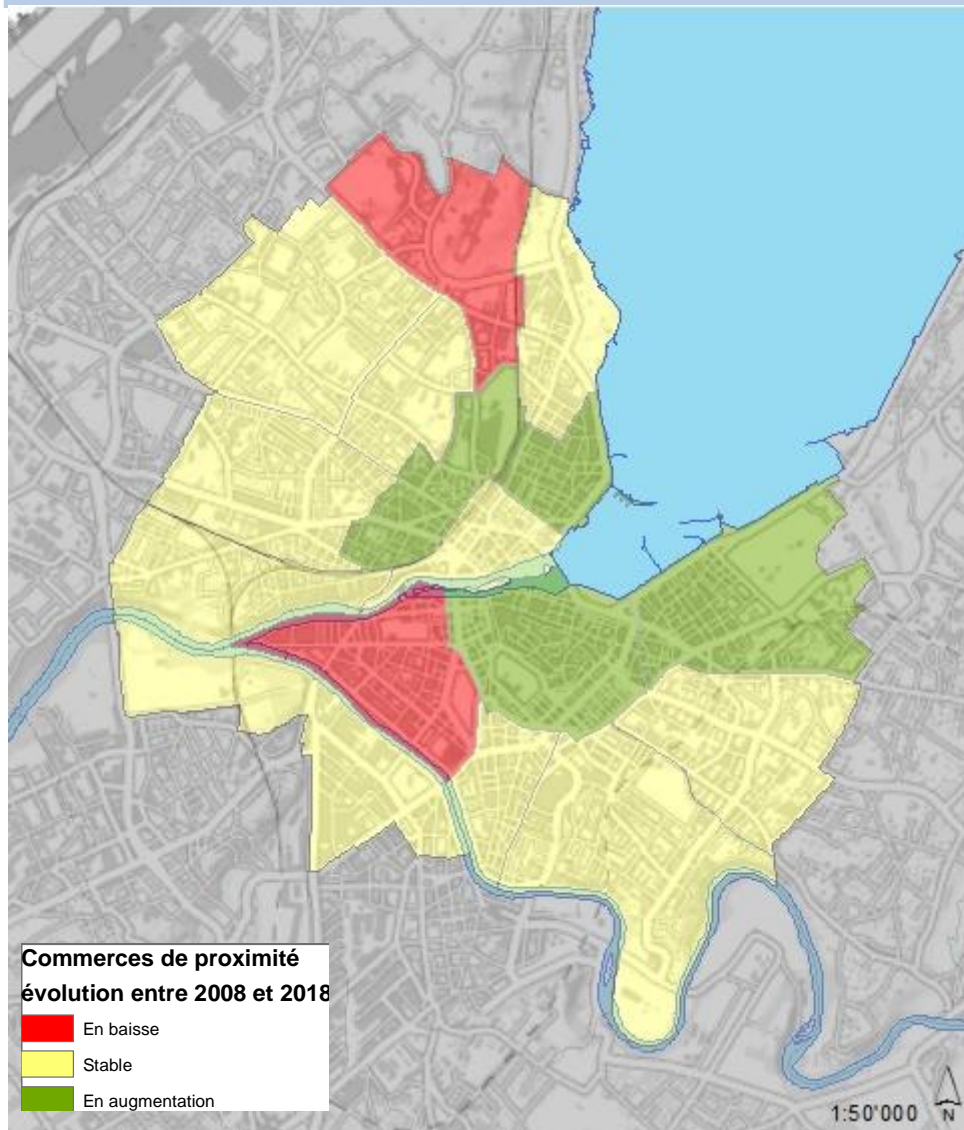 Commerces de proximité
évolution entre 2008 et 2018
En baisse
Stable
En augmentation
1:50'000
N